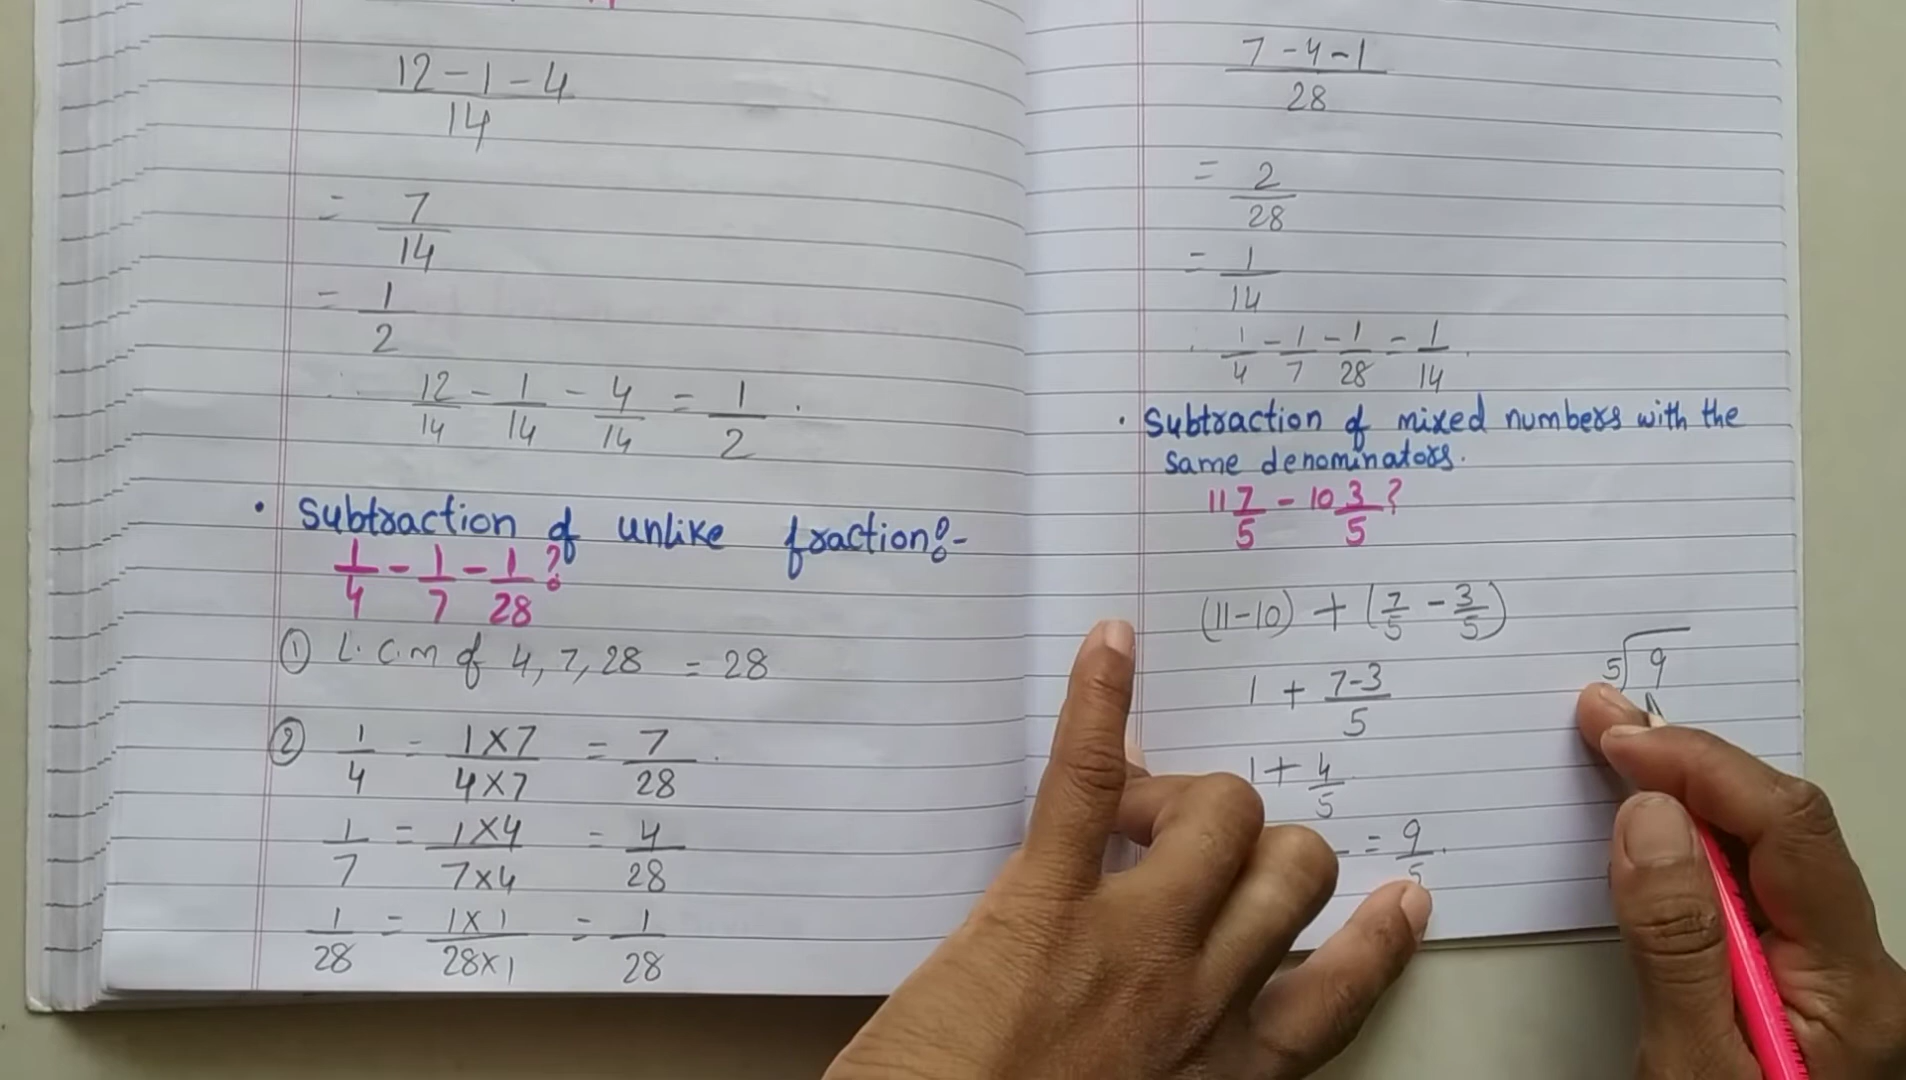 12 - 1 - 4
14
= 7
14
= 1
2
12 - 1 - 4 = 1 .
14 14 14 2
• Subtraction of unlike fraction:-
1 - 1 - 1 ?
4 7 28
① L.C.M of 4, 7, 28 = 28
② 1 = 1×7 = 7 .
4 4×7 28
1 = 1×4 = 4
7 7×4 28
1 = 1×1 = 1
28 28×1 28
7 - 4 - 1
28
= 2
28
= 1
14
1 - 1 - 1 = 1 .
4 7 28 14
• Subtraction of mixed numbers with the
same denominators.
11 7/5 - 10 3/5 ?
(11-10) + (7/5 - 3/5)
1 + 7-3
5
1 + 4
5
= 9 .
5
5 9